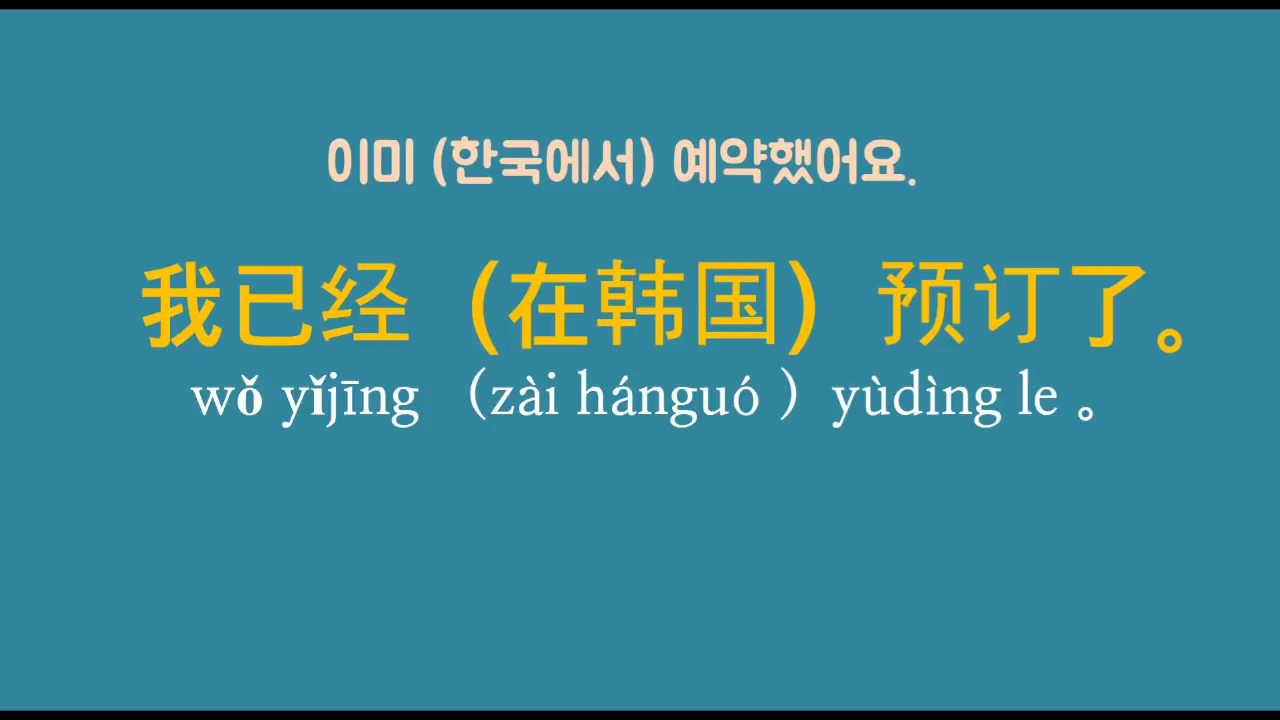 이미 (한국에서) 예약했어요.
我已经（在韩国）预订了。
wǒ yǐjīng （zài hánguó ）yùdìng le 。